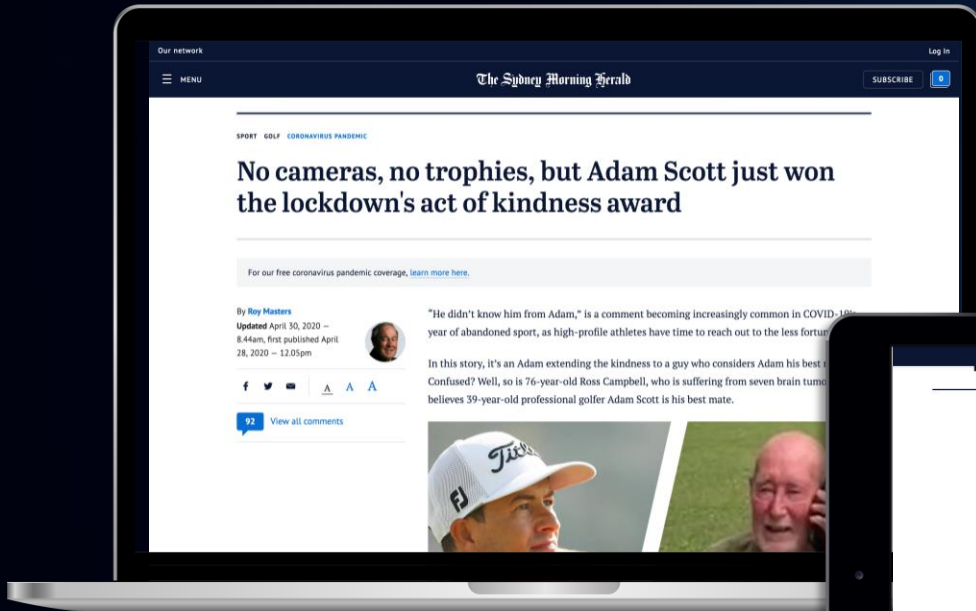 Our network
Log In
MENU
The Sydney Morning Herald
SUBSCRIBE
0
SPORT GOLF CORONAVIRUS PANDEMIC
No cameras, no trophies, but Adam Scott just won
the lockdown's act of kindness award
For our free coronavirus pandemic coverage, learn more here.
By Roy Masters
Updated April 30, 2020 —
8.44am, first published April
28, 2020 — 12.05pm
f A A A
92 View all comments
"He didn't know him from Adam," is a comment becoming increasingly common in COVID-19's
year of abandoned sport, as high-profile athletes have time to reach out to the less
In this story, it's an Adam extending the kindness to a guy who considers Adam his best
Confused? Well, so is 76-year-old Ross Campbell, who is suffering from seven brain
believes 39-year-old professional golfer Adam Scott is his best mate.
FJ